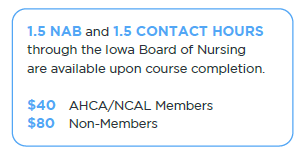 1.5 NAB and 1.5 CONTACT HOURS
through the Iowa Board of Nursing
are available upon course completion.
$40 AHCA/NCAL Members
$80 Non-Members